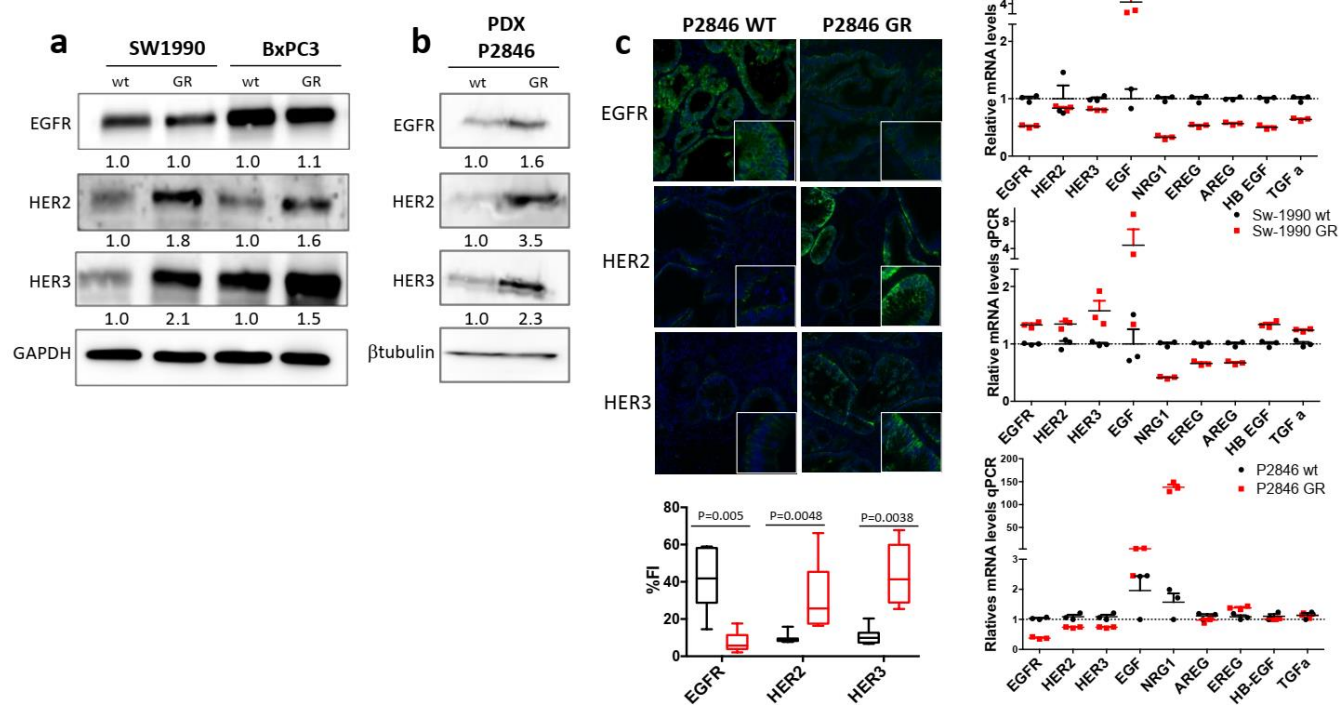 a
SW1990 BxPC3
wt GR wt GR
EGFR
1.0 1.0 1.0 1.1
HER2
1.0 1.8 1.0 1.6
HER3
1.0 2.1 1.0 1.5
GAPDH
b
PDX
P2846
wt GR
EGFR
1.0 1.6
HER2
1.0 3.5
HER3
1.0 2.3
βtubulin
c
P2846 WT P2846 GR
EGFR
HER2
HER3
%FI
80
60
40
20
0
P=0.005 P=0.0048 P=0.0038
EGFR HER2 HER3
Relative mRNA levels
4
2
1
0
EGFR HER2 HER3 EGF NRG1 EREG AREG HB EGF TGF a
Rlative mRNA levels qPCR
8
4
2
1
0
Sw-1990 wt
Sw-1990 GR
EGFR HER2 HER3 EGF NRG1 EREG AREG HB EGF TGF a
Rlatives mRNA levels qPCR
200
150
100
50
3
2
1
0
P2846 wt
P2846 GR
EGFR HER2 HER3 EGF NRG1 AREG EREG HB-EGF TGFa